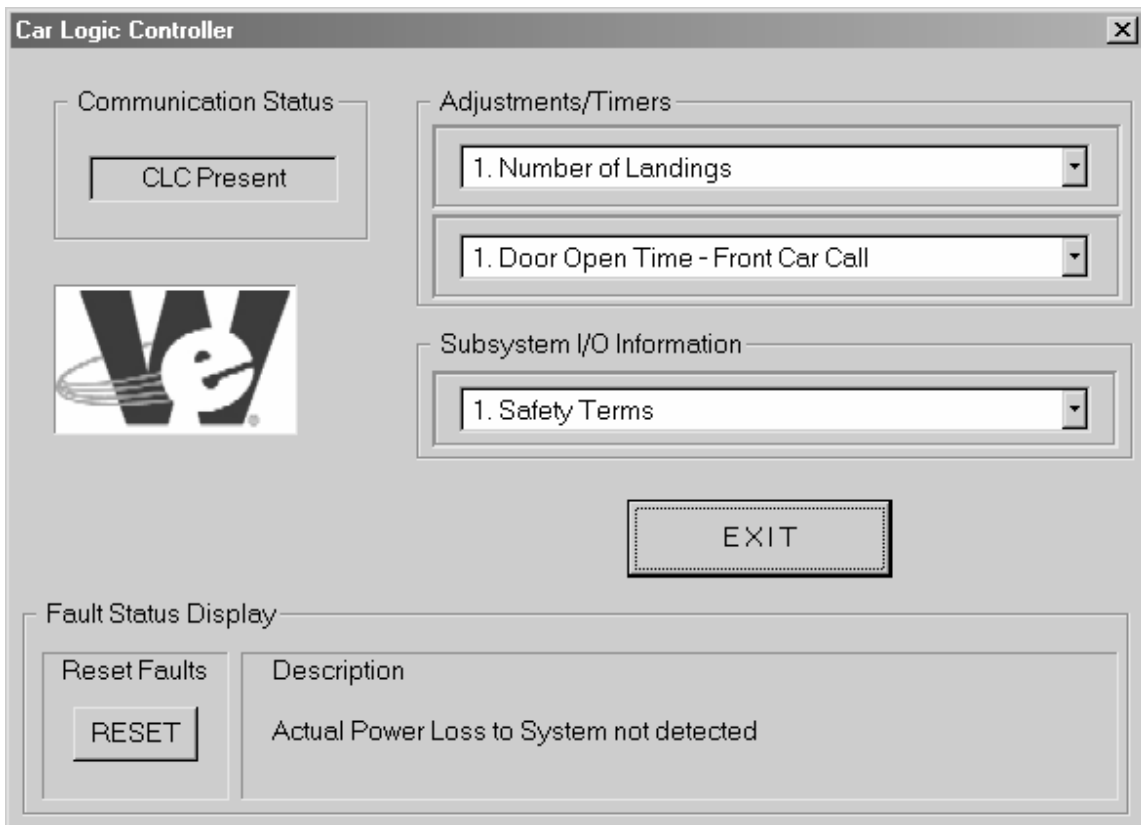 Car Logic Controller
Communication Status
CLC Present
Adjustments/Timers
1. Number of Landings
1. Door Open Time - Front Car Call
We
Subsystem I/O Information
1. Safety Terms
EXIT
Fault Status Display
Reset Faults
RESET
Description
Actual Power Loss to System not detected